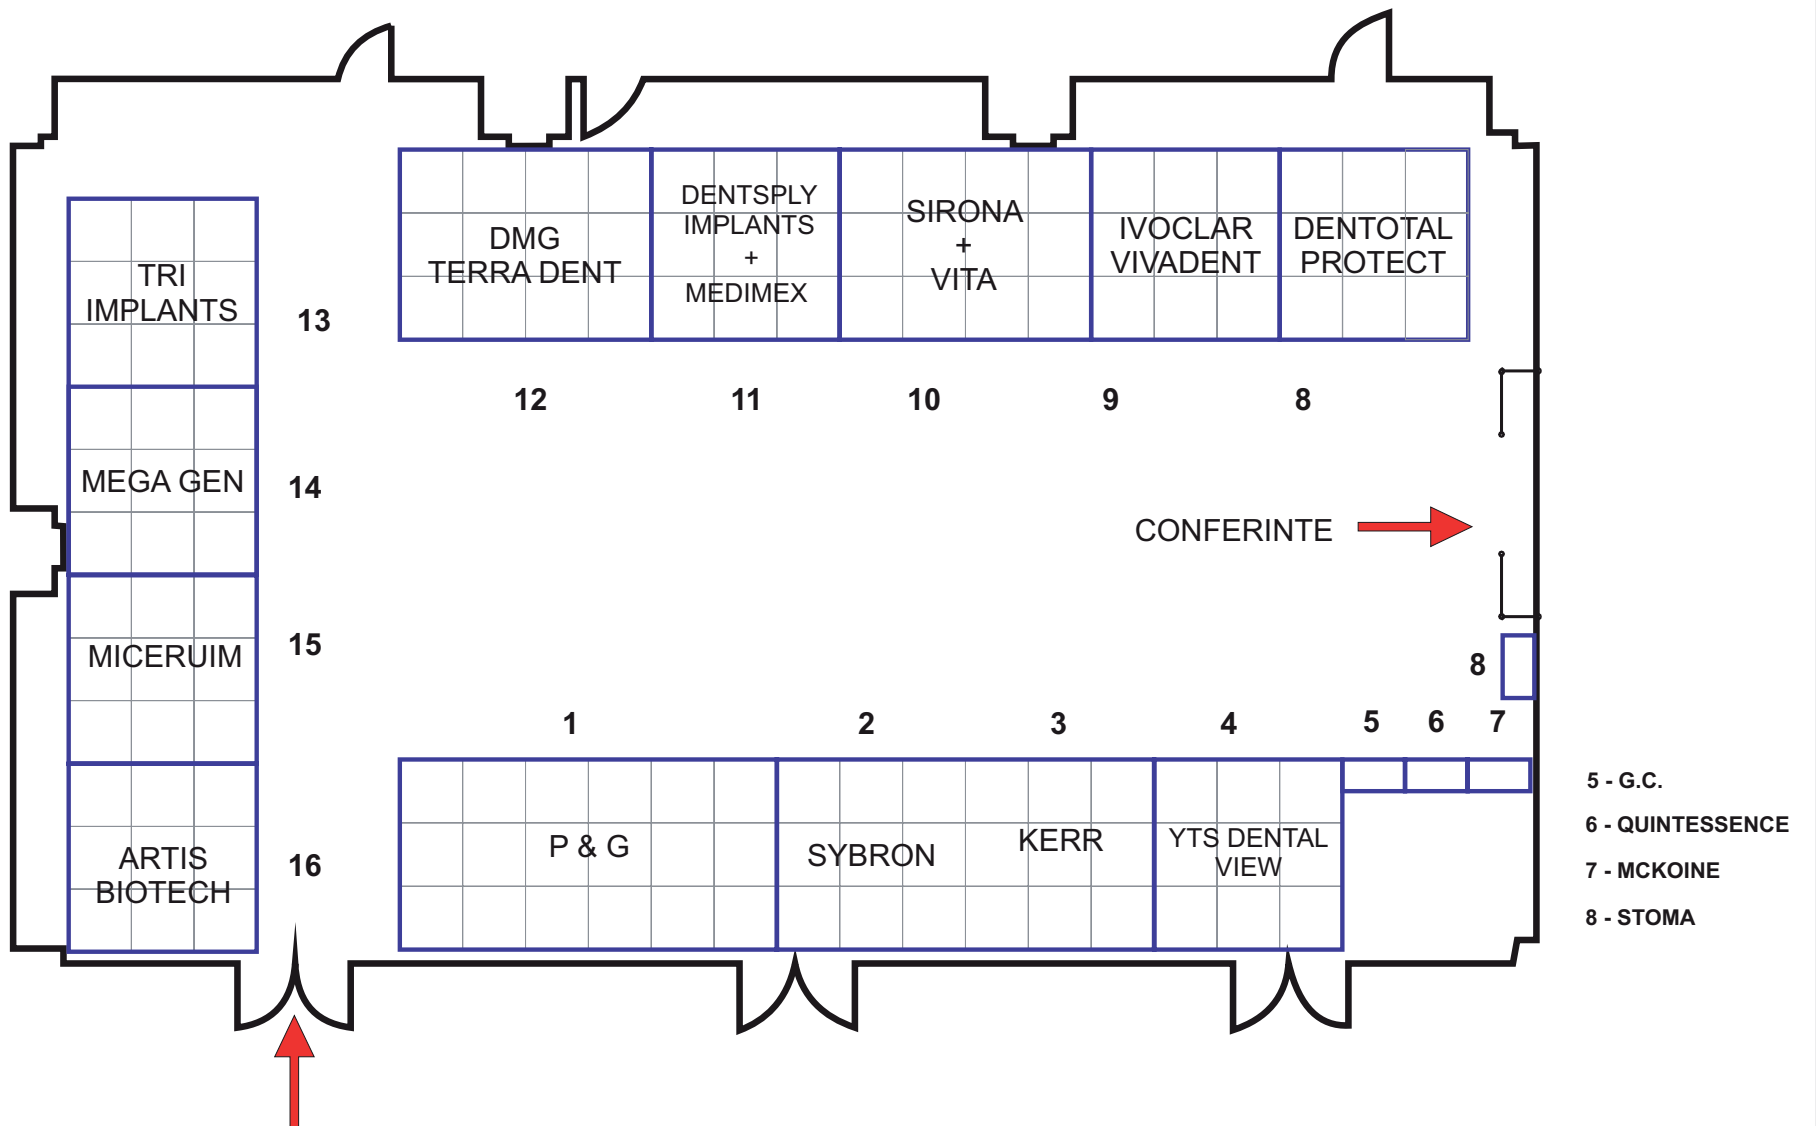 DMG
TERRA DENT
DENTSPLY
IMPLANTS
+
MEDIMEX
SIRONA
+
VITA
IVOCLAR
VIVADENT
DENTOTAL
PROTECT
TRI
IMPLANTS
13
12
11
10
9
8
MEGA GEN
14
CONFERINTE
MICERUIM
15
8
1
2
3
4
5
6
7
ARTIS
BIOTECH
16
P & G
SYBRON
KERR
YTS DENTAL
VIEW
5 - G.C.
6 - QUINTESSENCE
7 - MCKOINE
8 - STOMA